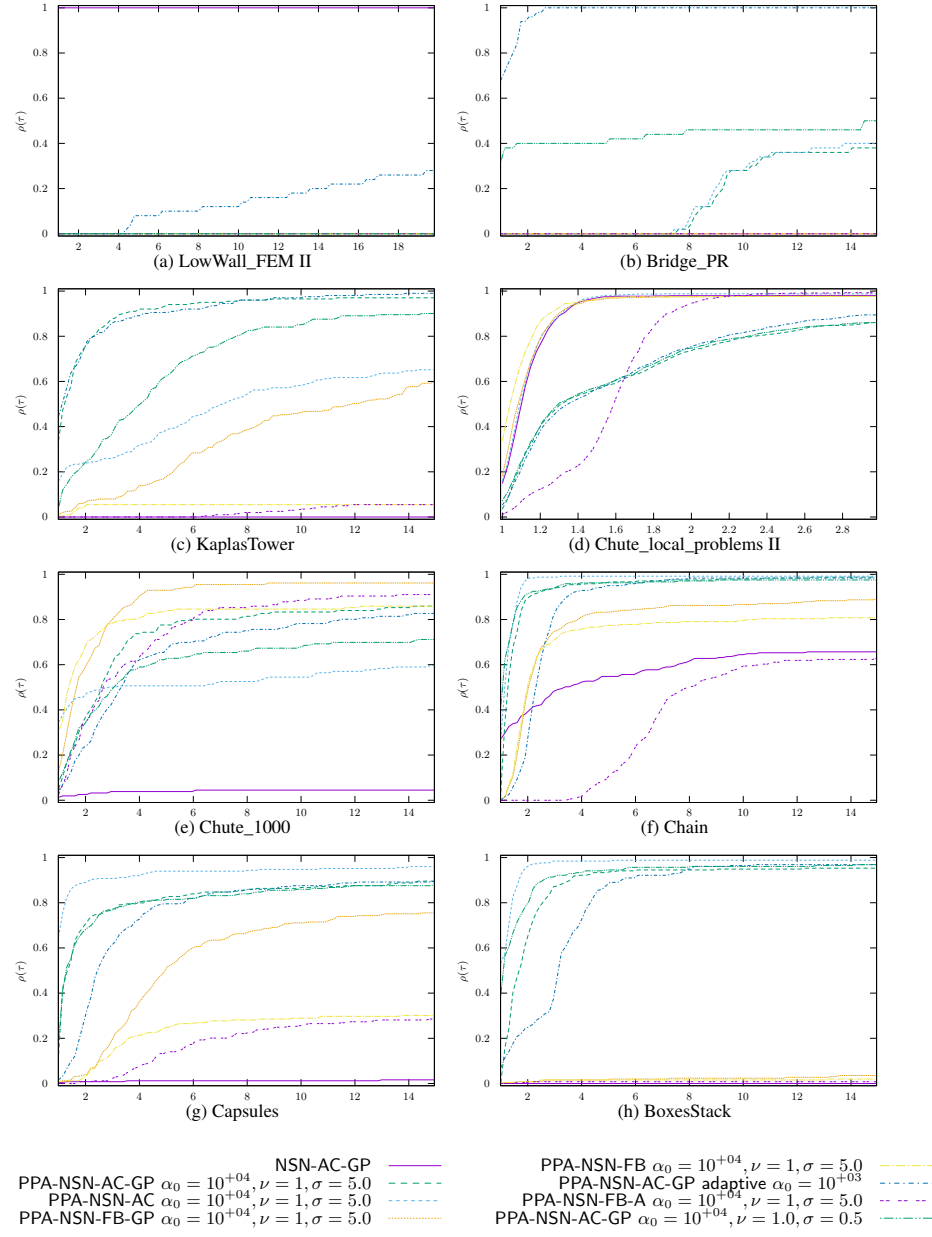 1
0.8
0.6
0.4
0.2
0
ρ(τ)
2 4 6 8 10 12 14 16 18
(a) LowWall_FEM II
1
0.8
0.6
0.4
0.2
0
ρ(τ)
2 4 6 8 10 12 14
(b) Bridge_PR
1
0.8
0.6
0.4
0.2
0
ρ(τ)
2 4 6 8 10 12 14
(c) KaplasTower
1
0.8
0.6
0.4
0.2
0
ρ(τ)
1 1.2 1.4 1.6 1.8 2 2.2 2.4 2.6 2.8
(d) Chute_local_problems II
1
0.8
0.6
0.4
0.2
0
ρ(τ)
2 4 6 8 10 12 14
(e) Chute_1000
1
0.8
0.6
0.4
0.2
0
ρ(τ)
2 4 6 8 10 12 14
(f) Chain
1
0.8
0.6
0.4
0.2
0
ρ(τ)
2 4 6 8 10 12 14
(g) Capsules
1
0.8
0.6
0.4
0.2
0
ρ(τ)
2 4 6 8 10 12 14
(h) BoxesStack
NSN-AC-GP
PPA-NSN-AC-GP α₀ = 10⁺⁰⁴, ν = 1, σ = 5.0
PPA-NSN-AC α₀ = 10⁺⁰⁴, ν = 1, σ = 5.0
PPA-NSN-FB-GP α₀ = 10⁺⁰⁴, ν = 1, σ = 5.0
PPA-NSN-FB α₀ = 10⁺⁰⁴, ν = 1, σ = 5.0
PPA-NSN-AC-GP adaptive α₀ = 10⁺⁰³
PPA-NSN-FB-A α₀ = 10⁺⁰⁴, ν = 1, σ = 5.0
PPA-NSN-AC-GP α₀ = 10⁺⁰⁴, ν = 1.0, σ = 0.5